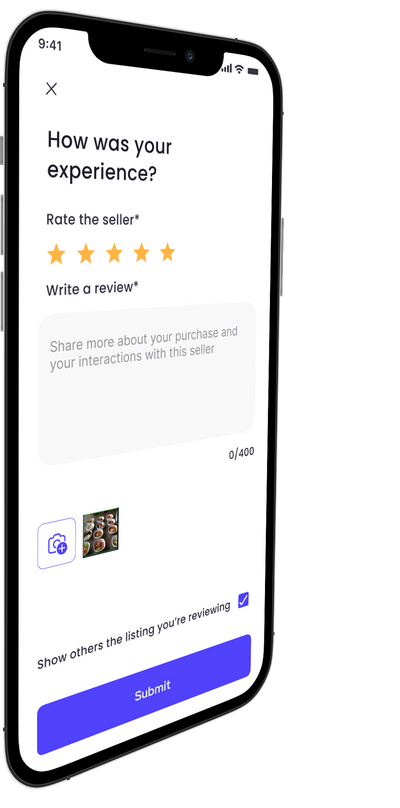 9:41
How was your
experience?
Rate the seller*
Write a review*
Share more about your purchase and
your interactions with this seller
0/400
Show others the listing you're reviewing
Submit